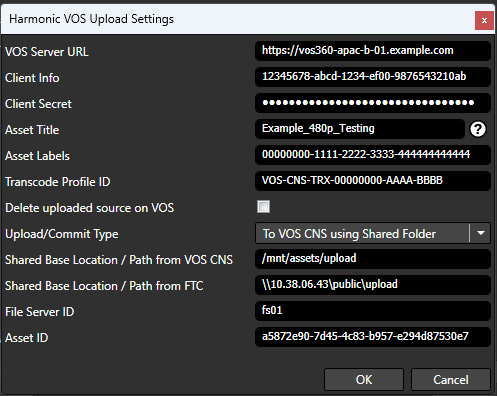 Harmonic VOS Upload Settings
x
VOS Server URL https://vos360-apac-b-01.example.com
Client Info 12345678-abcd-1234-ef00-9876543210ab
Client Secret ●●●●●●●●●●●●●●●●●●●●●●●●●●●●●●●●
Asset Title Example_480p_Testing ?
Asset Labels 00000000-1111-2222-3333-444444444444
Transcode Profile ID VOS-CNS-TRX-00000000-AAAA-BBBB
Delete uploaded source on VOS
Upload/Commit Type To VOS CNS using Shared Folder
Shared Base Location / Path from VOS CNS /mnt/assets/upload
Shared Base Location / Path from FTC \\10.38.06.43\public\upload
File Server ID fs01
Asset ID a5872e90-7d45-4c83-b957-e294d87530e7
OK Cancel